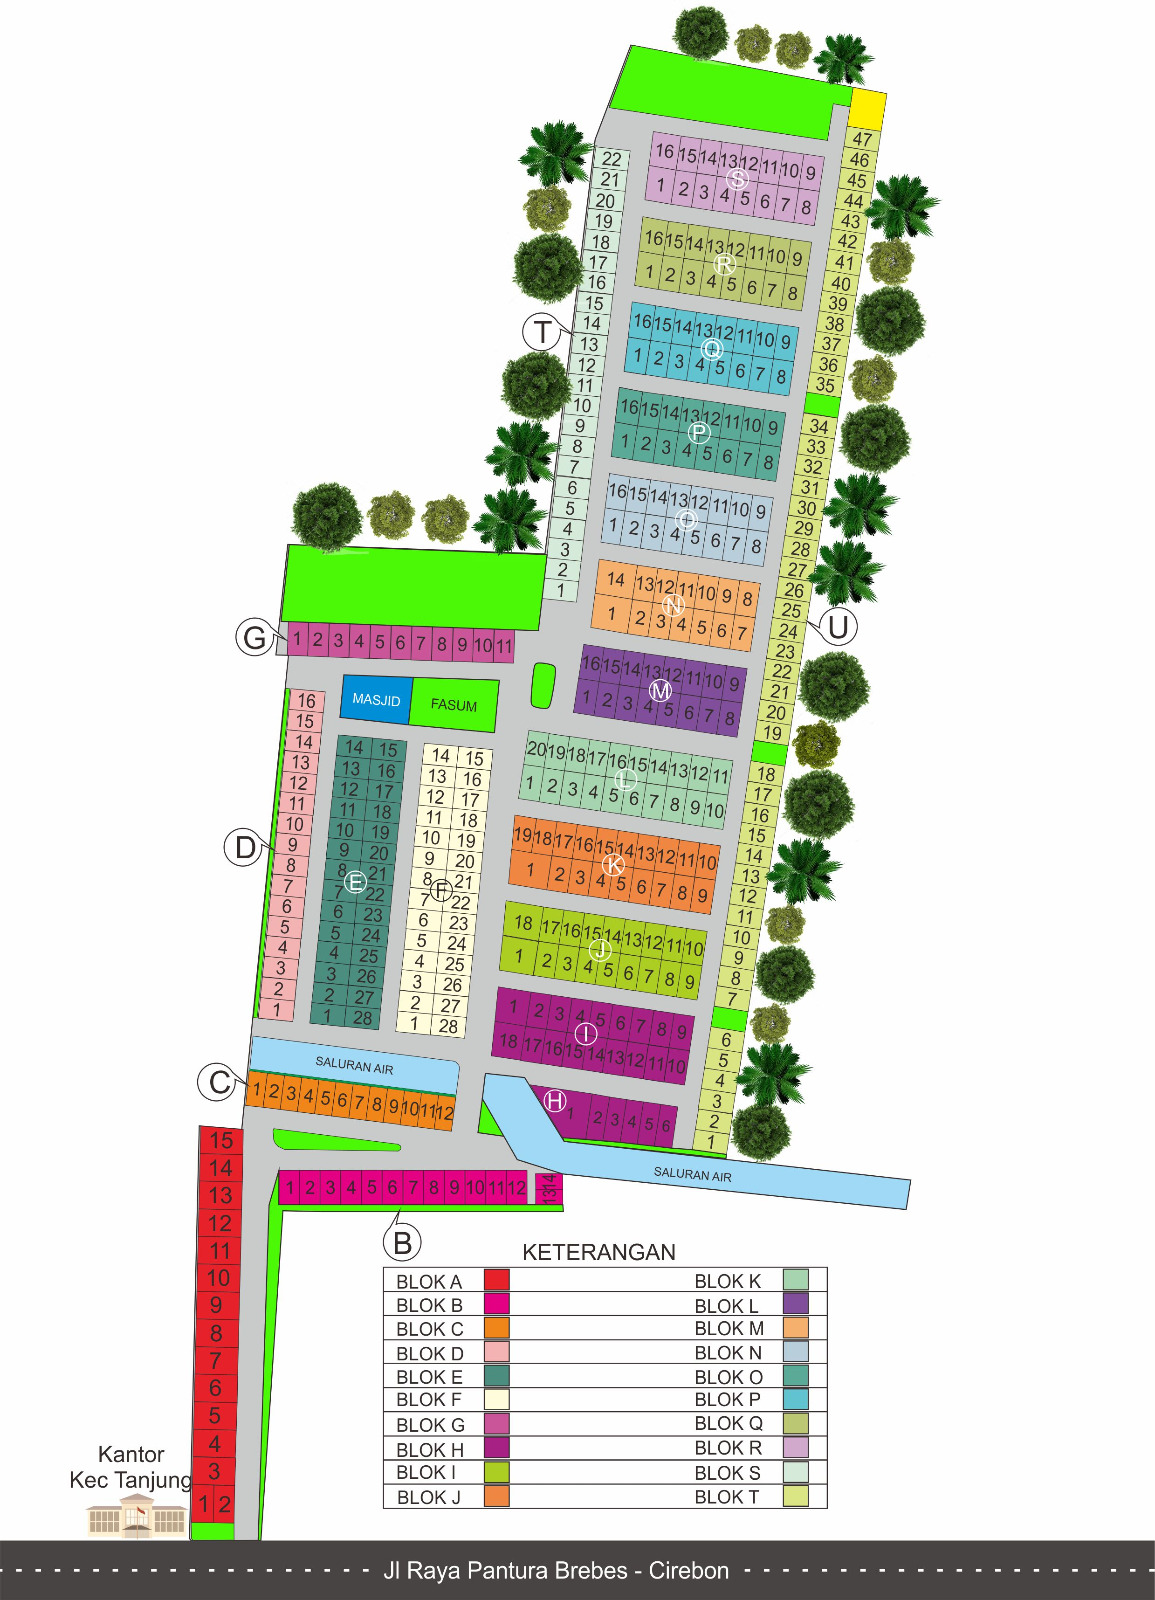 47
46
45
44
43
42
41
40
39
38
37
36
35
34
33
32
31
30
29
28
27
26
25
24
23
22
21
20
19
18
17
16
15
14
13
12
11
10
9
8
7
6
5
4
3
2
1
U
22
21
20
19
18
17
16
15
14
13
12
11
10
9
8
7
6
5
4
3
2
1
T
16 15 14 13 12 11 10 9
S
1 2 3 4 5 6 7 8
16 15 14 13 12 11 10 9
R
1 2 3 4 5 6 7 8
16 15 14 13 12 11 10 9
Q
1 2 3 4 5 6 7 8
16 15 14 13 12 11 10 9
P
1 2 3 4 5 6 7 8
16 15 14 13 12 11 10 9
O
1 2 3 4 5 6 7 8
14 13 12 11 10 9 8
N
1 2 3 4 5 6 7
16 15 14 13 12 11 10 9
M
1 2 3 4 5 6 7 8
20 19 18 17 16 15 14 13 12 11
L
1 2 3 4 5 6 7 8 9 10
19 18 17 16 15 14 13 12 11 10
K
1 2 3 4 5 6 7 8 9
18 17 16 15 14 13 12 11 10
J
1 2 3 4 5 6 7 8 9
1 2 3 4 5 6 7 8 9
I
18 17 16 15 14 13 12 11 10
H
1 2 3 4 5 6
G
1 2 3 4 5 6 7 8 9 10 11
MASJID
FASUM
16
15
14
13
12
11
10
9
8
7
6
5
4
3
2
1
D
14 15
13 16
12 17
11 18
10 19
9 20
8 21
E
7 22
6 23
5 24
4 25
3 26
2 27
1 28
14 15
13 16
12 17
11 18
10 19
9 20
8 21
F
7 22
6 23
5 24
4 25
3 26
2 27
1 28
SALURAN AIR
C
1 2 3 4 5 6 7 8 9 10 11 12
SALURAN AIR
1 2 3 4 5 6 7 8 9 10 11 12 13 14
B
15
14
13
12
11
10
9
8
7
6
5
4
3
1 2
Kantor
Kec Tanjung
KETERANGAN
BLOK A BLOK K
BLOK B BLOK L
BLOK C BLOK M
BLOK D BLOK N
BLOK E BLOK O
BLOK F BLOK P
BLOK G BLOK Q
BLOK H BLOK R
BLOK I BLOK S
BLOK J BLOK T
Jl Raya Pantura Brebes - Cirebon